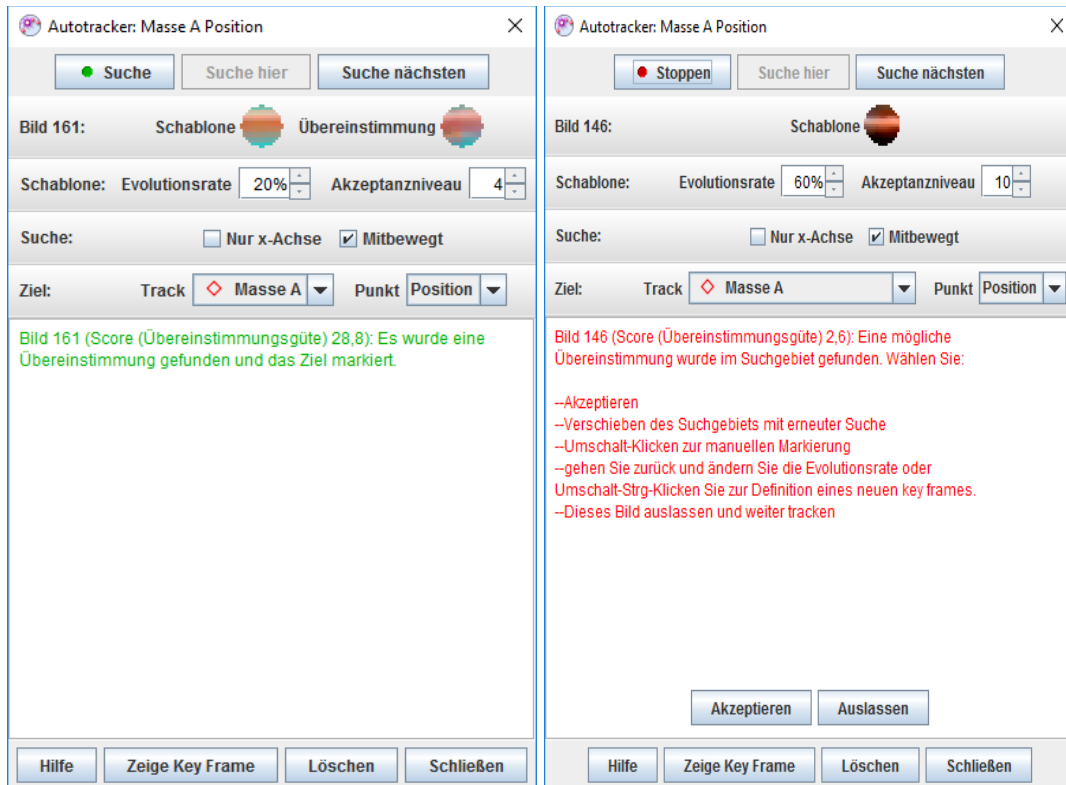 Autotracker: Masse A Position
Suche Suche hier Suche nächsten
Bild 161: Schablone Übereinstimmung
Schablone: Evolutionsrate 20% Akzeptanzniveau 4
Suche: Nur x-Achse Mitbewegt
Ziel: Track Masse A Punkt Position
Bild 161 (Score (Übereinstimmungsgüte) 28,8): Es wurde eine
Übereinstimmung gefunden und das Ziel markiert.
Hilfe Zeige Key Frame Löschen Schließen
Autotracker: Masse A Position
Stoppen Suche hier Suche nächsten
Bild 146: Schablone
Schablone: Evolutionsrate 60% Akzeptanzniveau 10
Suche: Nur x-Achse Mitbewegt
Ziel: Track Masse A Punkt Position
Bild 146 (Score (Übereinstimmungsgüte) 2,6): Eine mögliche
Übereinstimmung wurde im Suchgebiet gefunden. Wählen Sie:
--Akzeptieren
--Verschieben des Suchgebiets mit erneuter Suche
--Umschalt-Klicken zur manuellen Markierung
--gehen Sie zurück und ändern Sie die Evolutionsrate oder
Umschalt-Strg-Klicken Sie zur Definition eines neuen key frames.
--Dieses Bild auslassen und weiter tracken
Akzeptieren Auslassen
Hilfe Zeige Key Frame Löschen Schließen